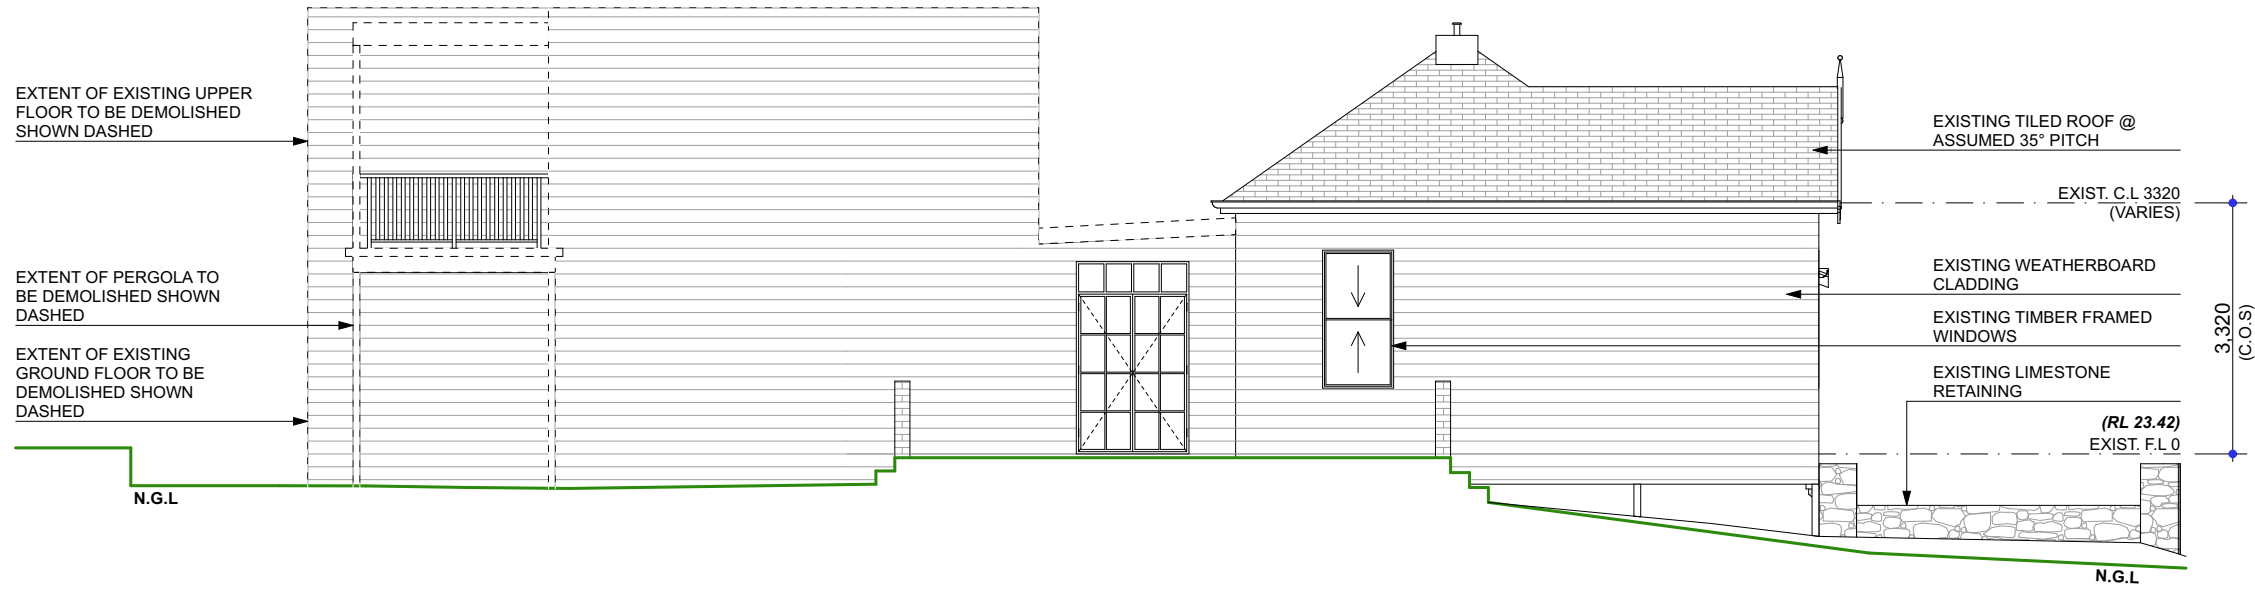 EXTENT OF EXISTING UPPER
FLOOR TO BE DEMOLISHED
SHOWN DASHED
EXTENT OF PERGOLA TO
BE DEMOLISHED SHOWN
DASHED
EXTENT OF EXISTING
GROUND FLOOR TO BE
DEMOLISHED SHOWN
DASHED
N.G.L
EXISTING TILED ROOF @
ASSUMED 35° PITCH
EXIST. C.L 3320
(VARIES)
EXISTING WEATHERBOARD
CLADDING
EXISTING TIMBER FRAMED
WINDOWS
EXISTING LIMESTONE
RETAINING
(RL 23.42)
EXIST. F.L 0
3,320
(C.O.S)
N.G.L